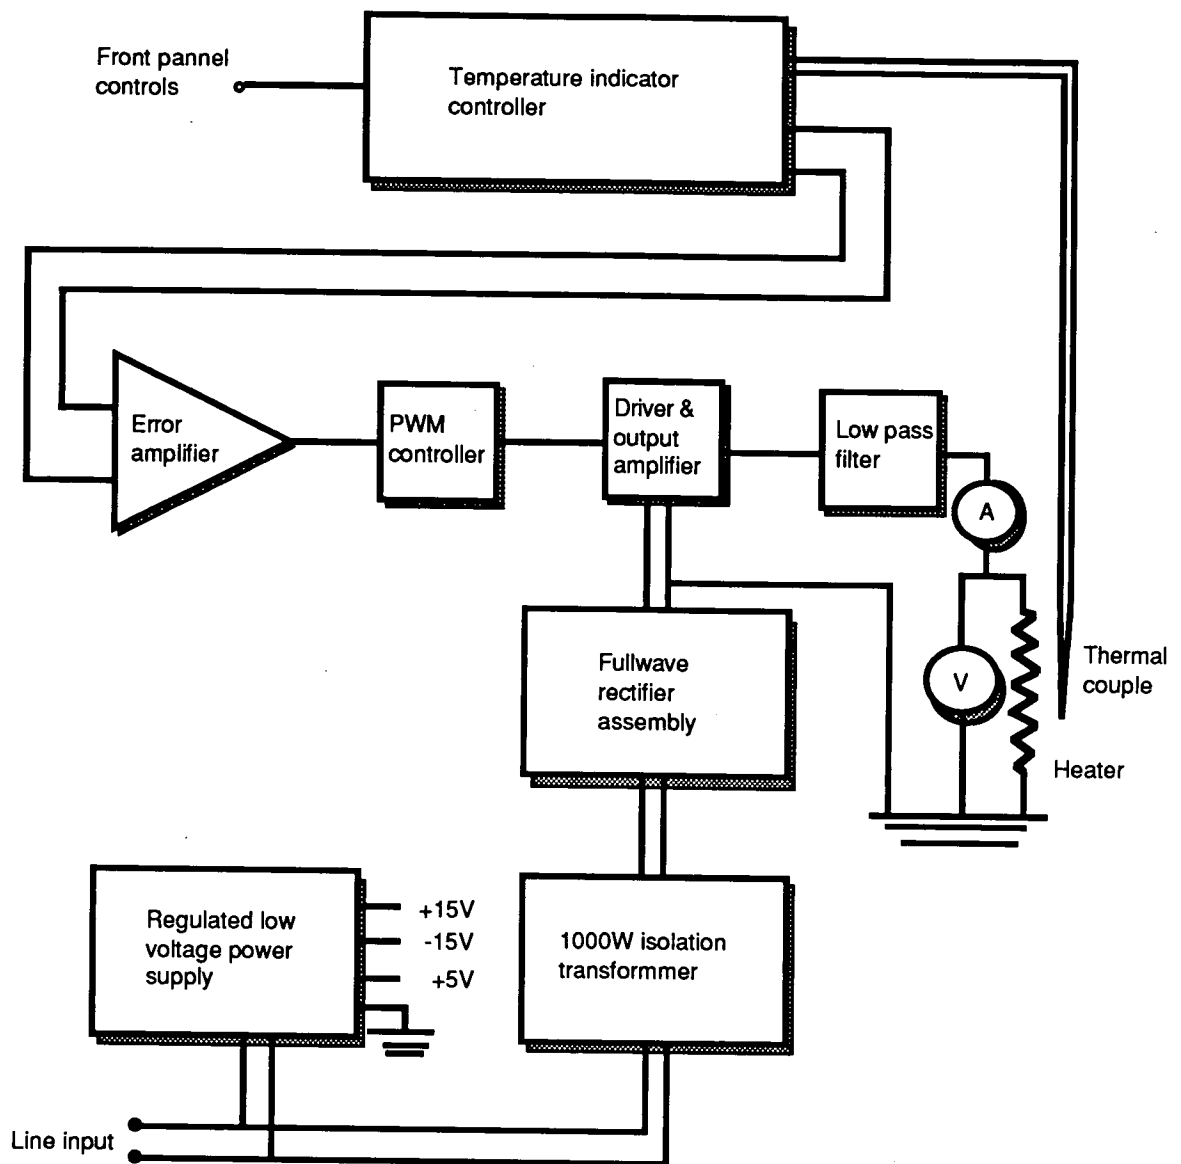 Front pannel
controls
Temperature indicator
controller
Error
amplifier
PWM
controller
Driver &
output
amplifier
Low pass
filter
A
V
Thermal
couple
Heater
Fullwave
rectifier
assembly
Regulated low
voltage power
supply
+15V
-15V
+5V
1000W isolation
transformmer
Line input